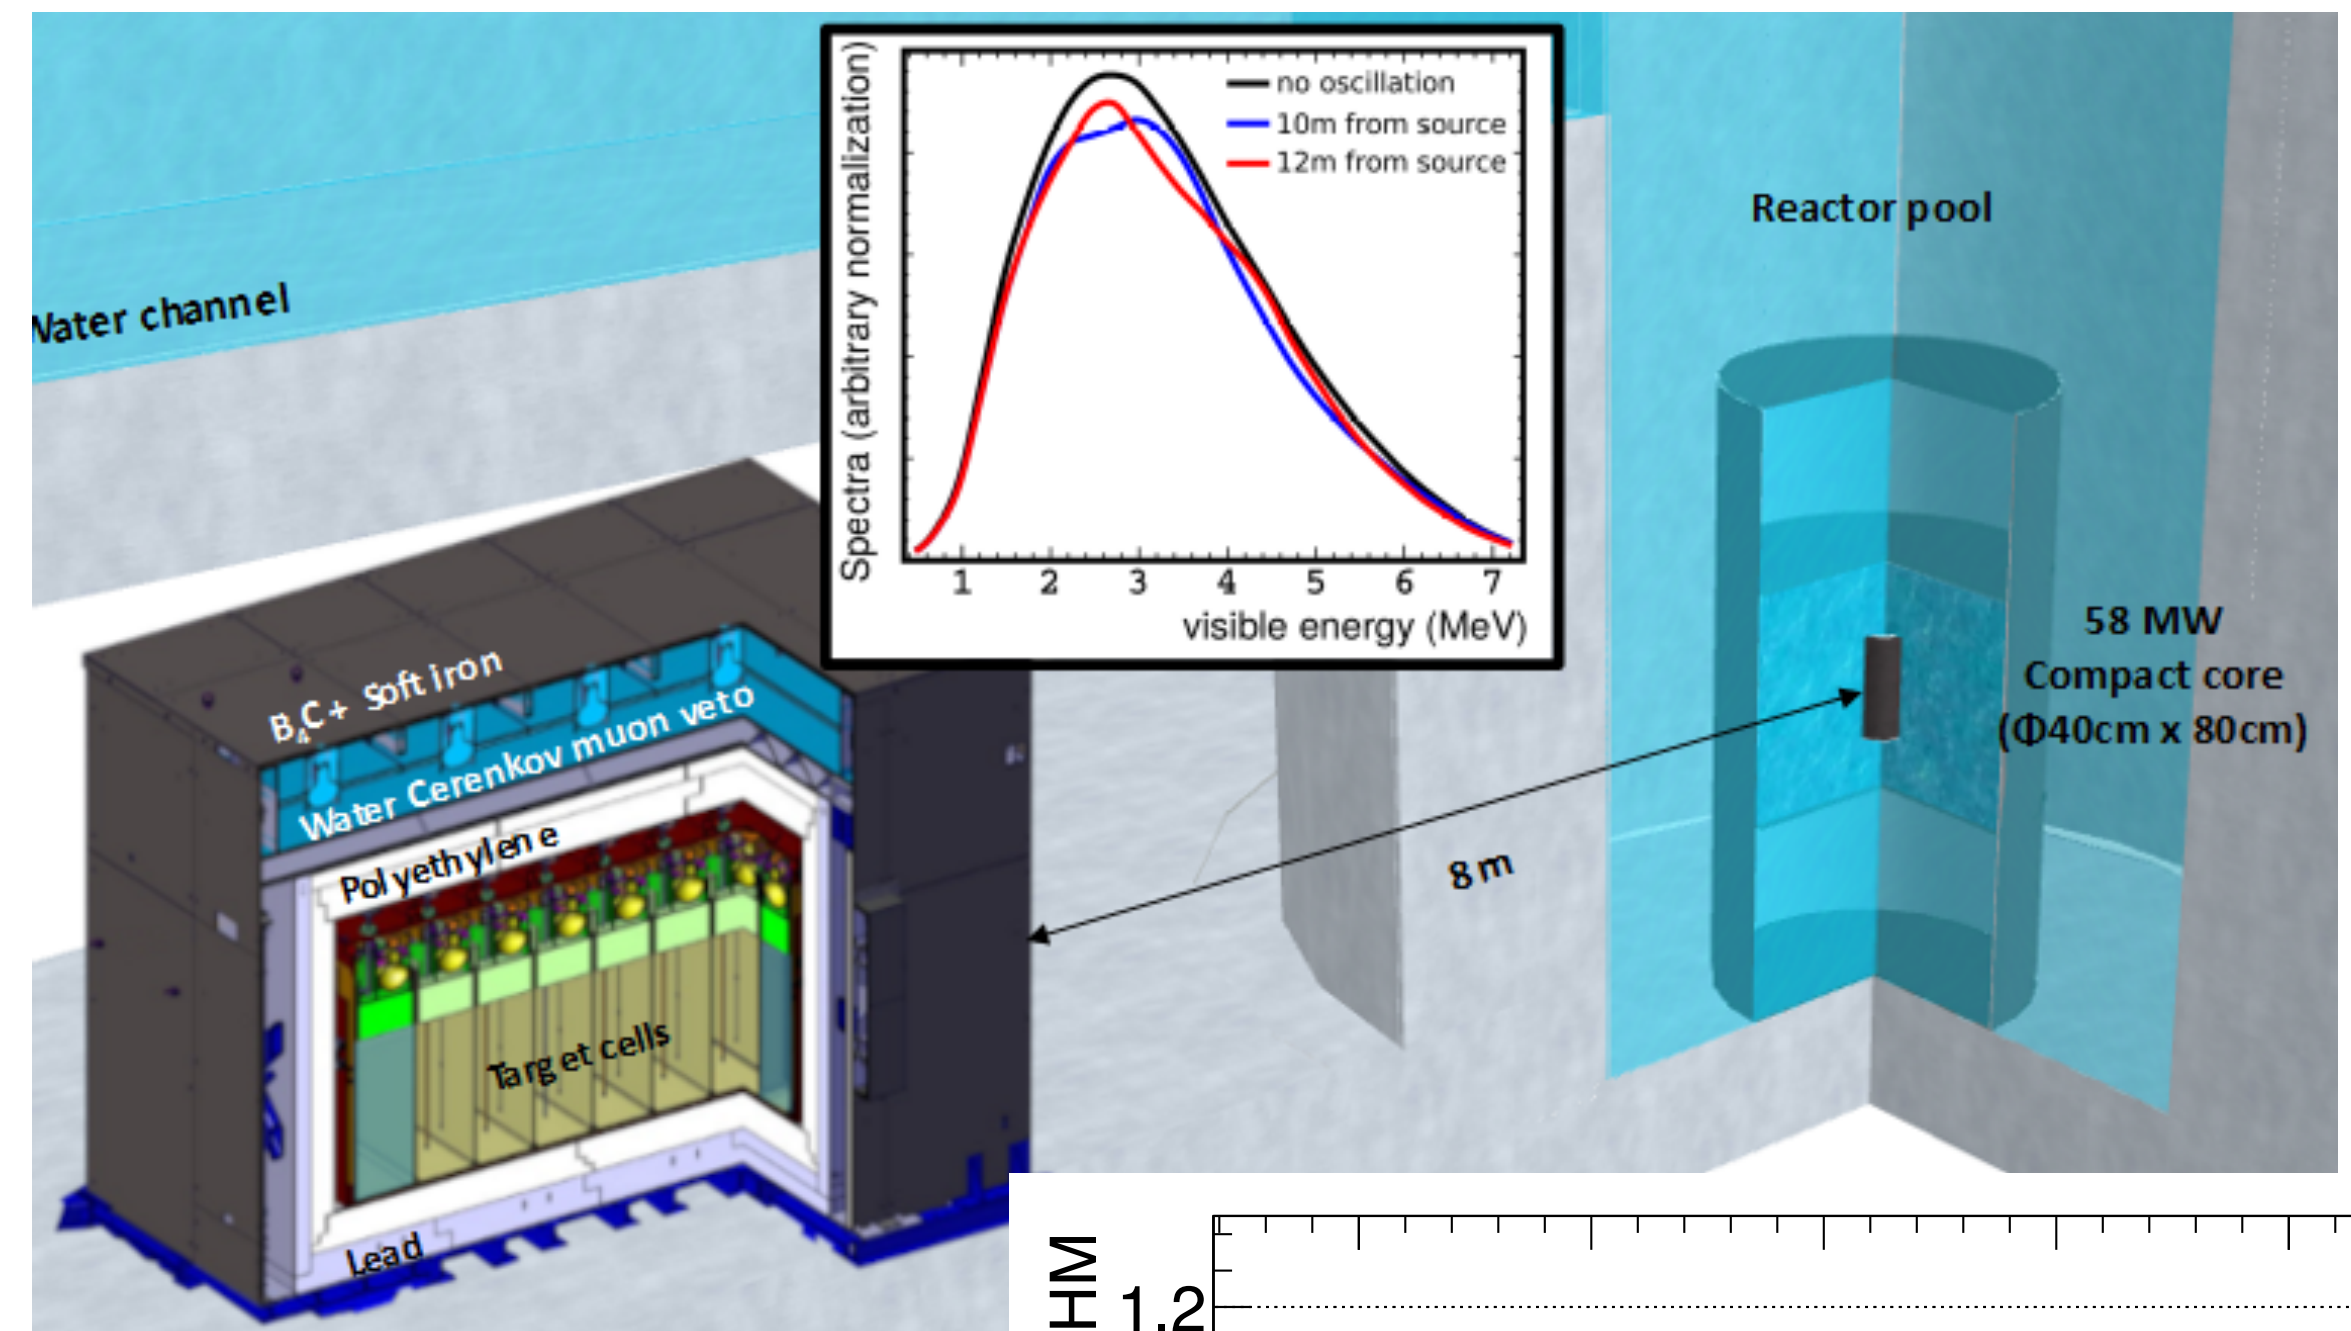 Spectra (arbitrary normalization)
no oscillation
10m from source
12m from source
1 2 3 4 5 6 7
visible energy (MeV)
Reactor pool
Water channel
58 MW
Compact core
(Φ40cm x 80cm)
B₄C+ Soft iron
Water Cerenkov muon veto
Polyethylene
8 m
Target cells
Lead
HM
1.2